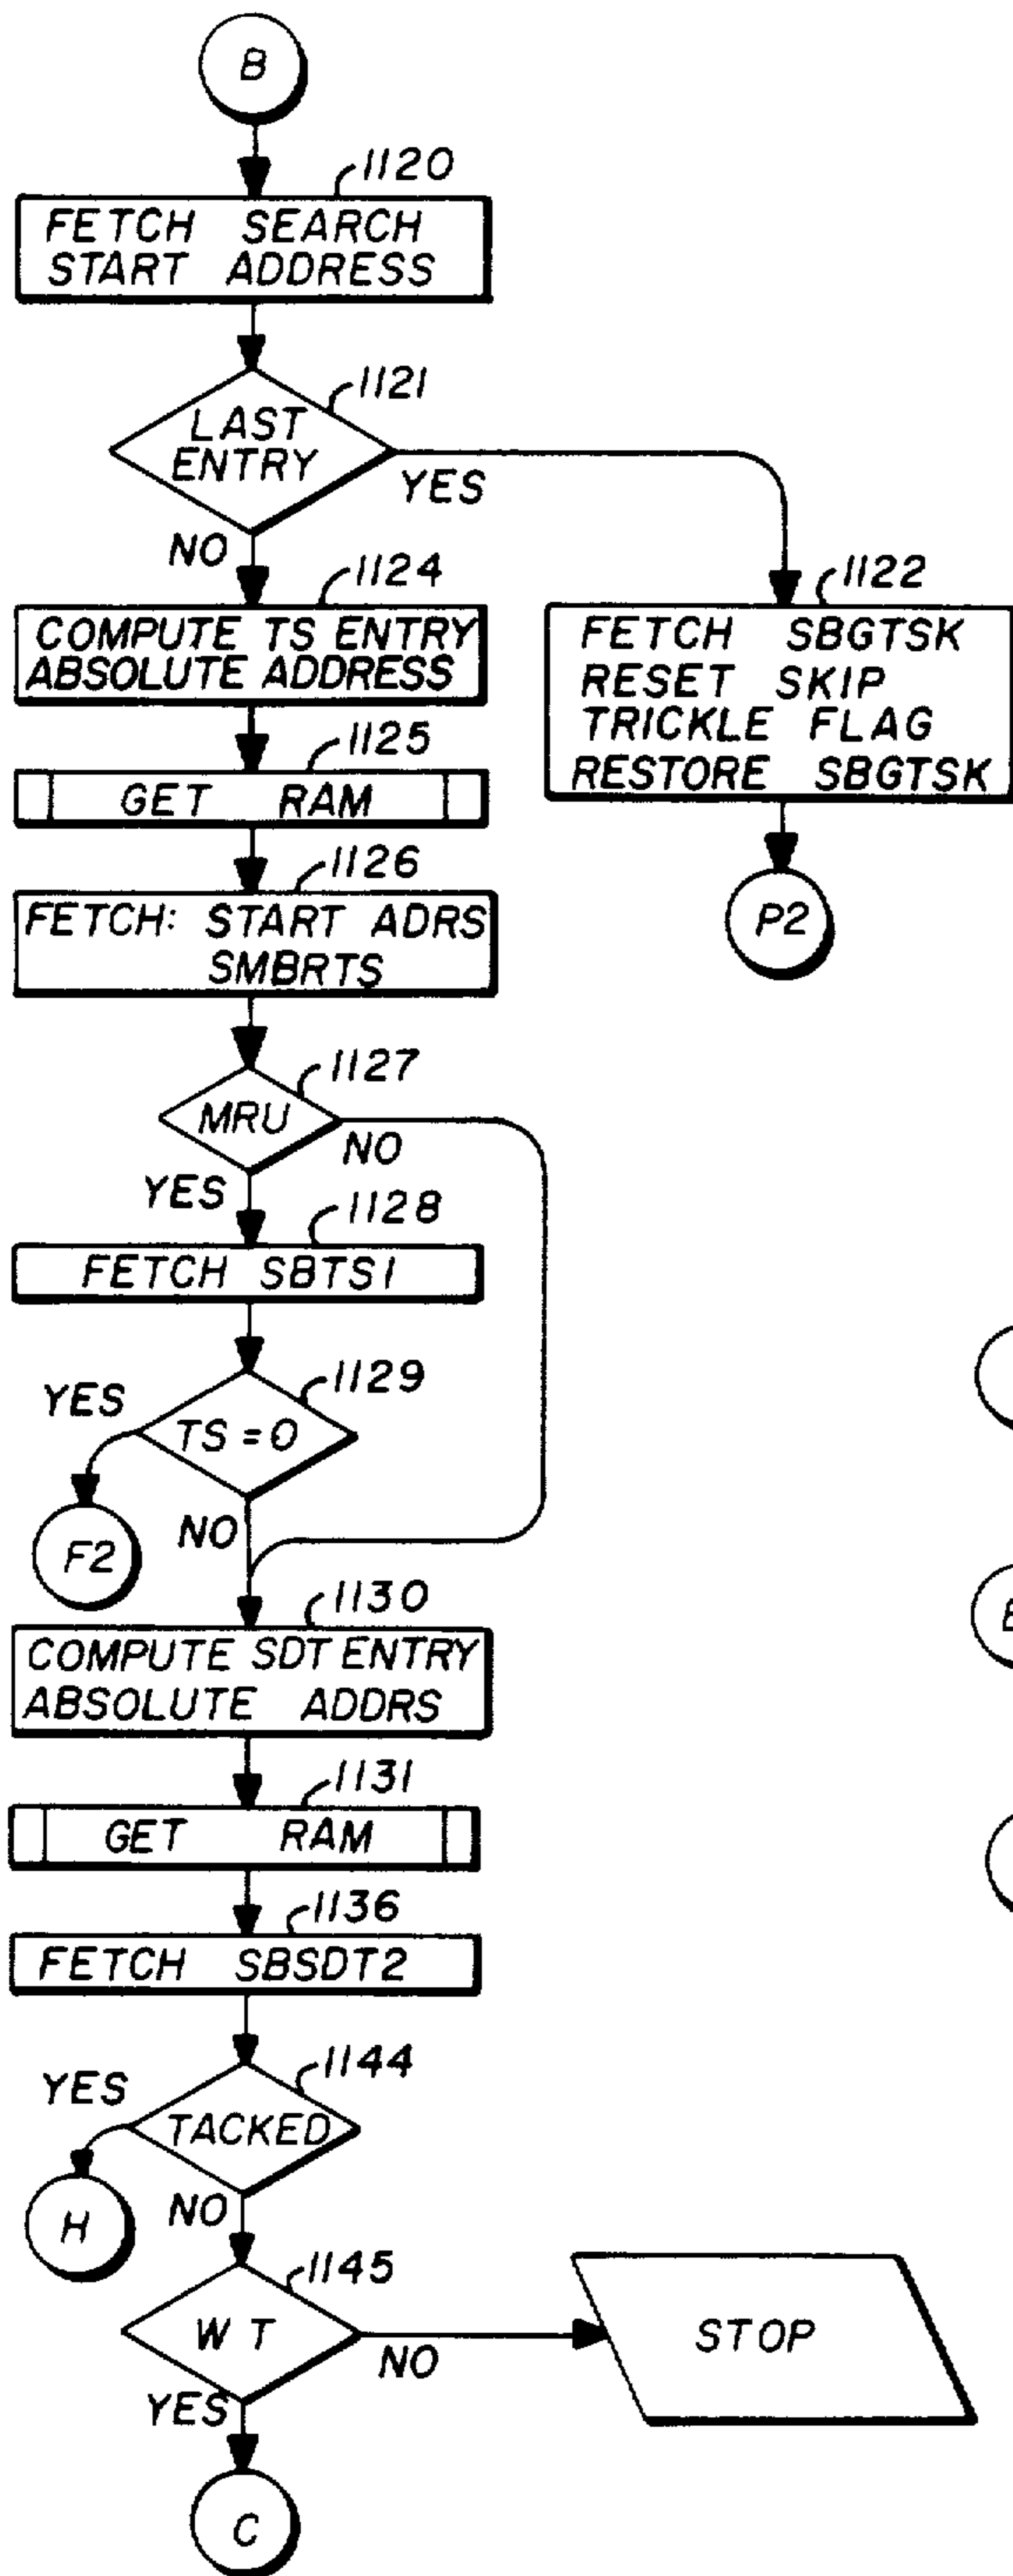 B
1120
FETCH SEARCH
START ADDRESS
1121
LAST
ENTRY
YES
NO
1124
COMPUTE TS ENTRY
ABSOLUTE ADDRESS
1122
FETCH SBGTSK
RESET SKIP
TRICKLE FLAG
RESTORE SBGTSK
1125
GET RAM
P2
1126
FETCH: START ADRS
SMBRTS
1127
MRU
NO
YES
1128
FETCH SBTS1
1129
YES
TS = 0
F2
NO
1130
COMPUTE SDT ENTRY
ABSOLUTE ADDRS
1131
GET RAM
1136
FETCH SBSDT2
1144
YES
TACKED
H
NO
1145
WT
NO
STOP
YES
C